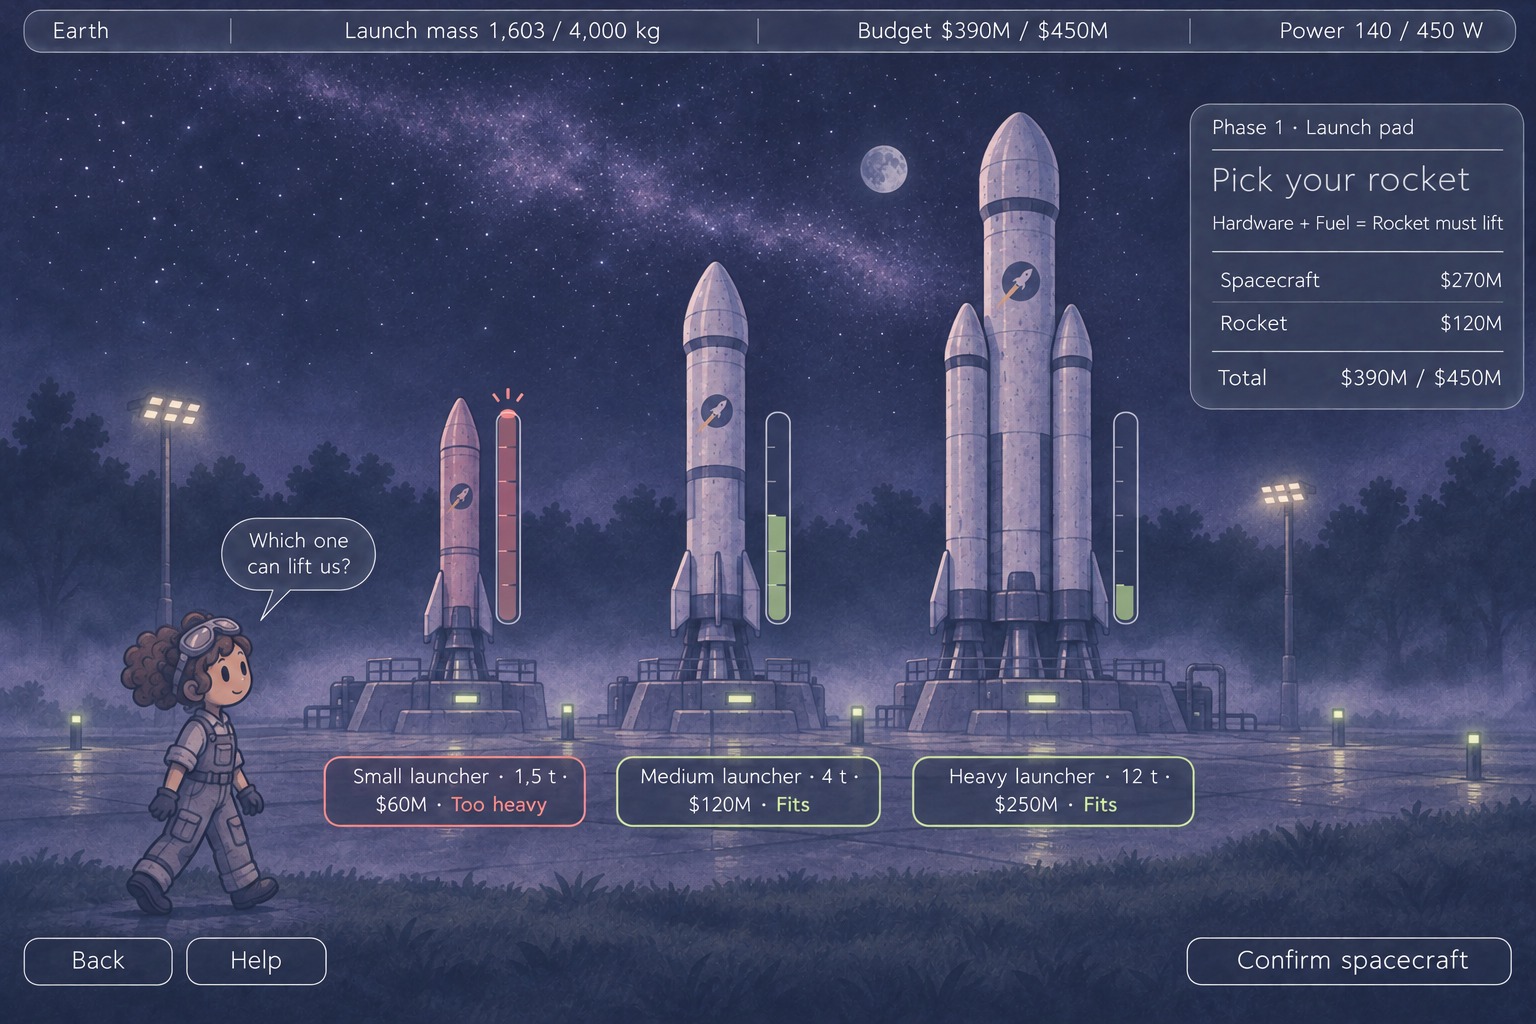 Earth
Launch mass 1,603 / 4,000 kg
Budget $390M / $450M
Power 140 / 450 W
Phase 1 · Launch pad
Pick your rocket
Hardware + Fuel = Rocket must lift
Spacecraft $270M
Rocket $120M
Total $390M / $450M
Which one
can lift us?
Small launcher · 1,5 t ·
$60M · Too heavy
Medium launcher · 4 t ·
$120M · Fits
Heavy launcher · 12 t ·
$250M · Fits
Back
Help
Confirm spacecraft